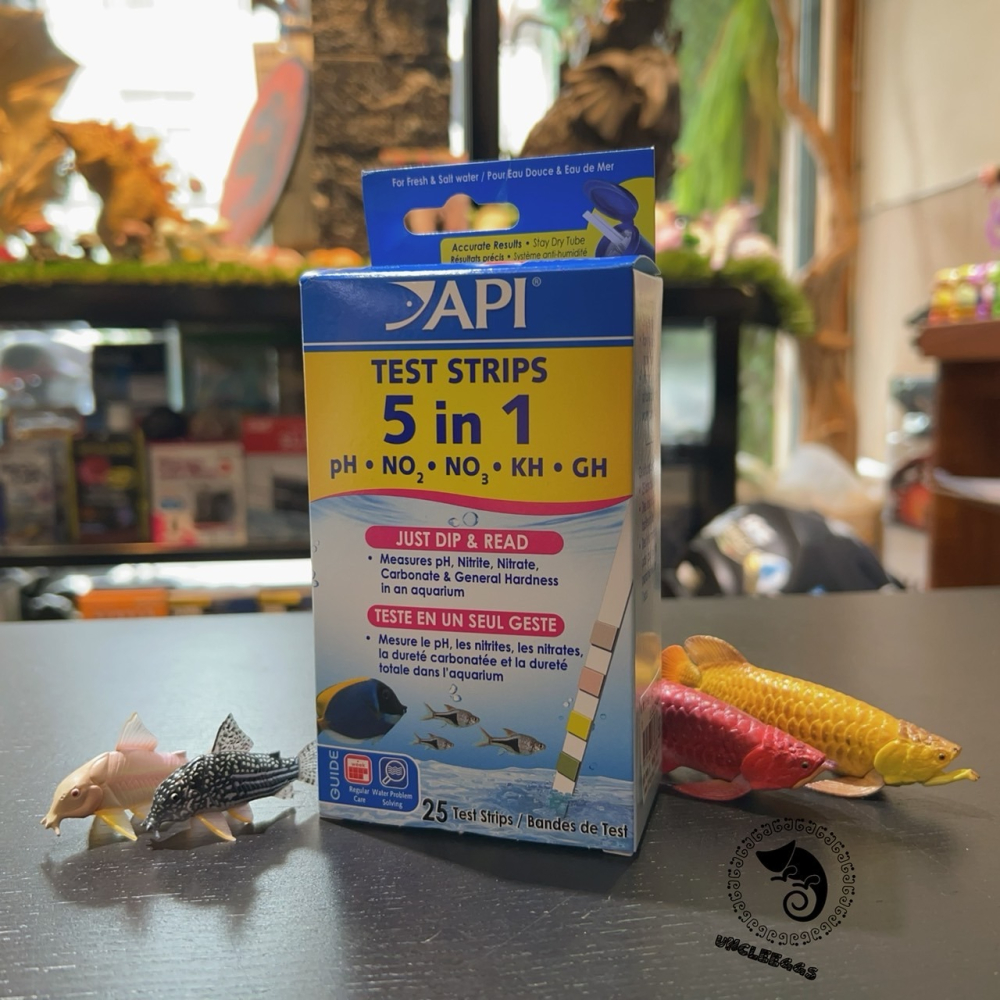 For Fresh & Salt water / Pour Eau Douce & Eau de Mer
Accurate Results • Stay Dry Tube
Résultats précis • Système anti-humidité
API®
TEST STRIPS
5 in 1
pH • NO2 • NO3 • KH • GH
JUST DIP & READ
• Measures pH, Nitrite, Nitrate,
Carbonate & General Hardness
in an aquarium
TESTE EN UN SEUL GESTE
• Mesure le pH, les nitrites, les nitrates,
la dureté carbonatée et la dureté
totale dans l'aquarium
GUIDE
Regular Care
Water Problem Solving
25 Test Strips / Bandes de Test
UNCLEEGGS